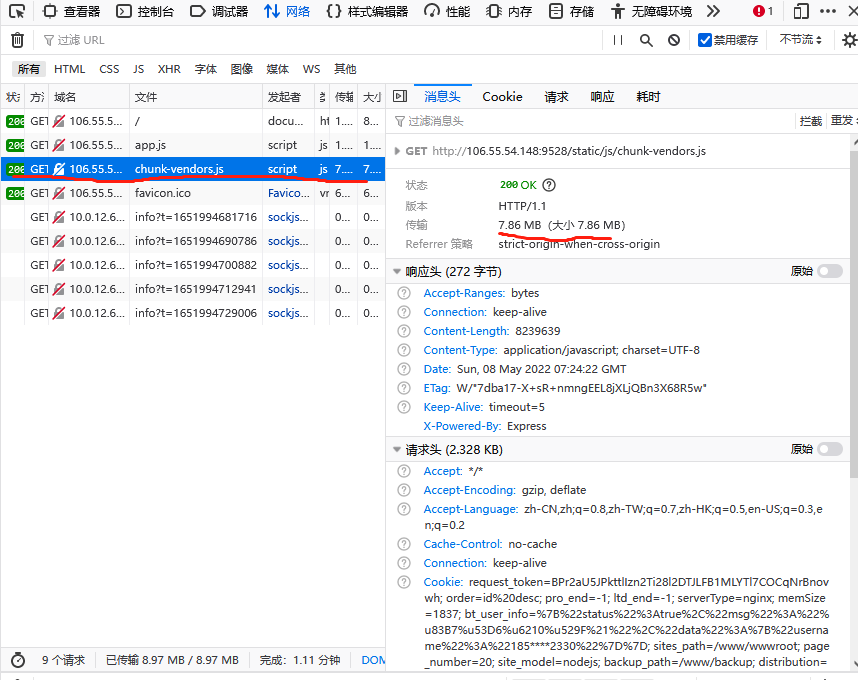 查看器 控制台 调试器 网络 样式编辑器 性能 内存 存储 无障碍环境 1
过滤 URL 禁用缓存 不节流
所有 HTML CSS JS XHR 字体 图像 媒体 WS 其他
状 方 域名 文件 发起者 类 传输 大小
200 GET 106.55.5... / docu... ht 1.... 8...
200 GET 106.55.5... app.js script js 1.... 1....
200 GET 106.55.5... chunk-vendors.js script js 7.... 7....
200 GET 106.55.5... favicon.ico Favico... vr 6... 6...
GET 10.0.12.6... info?t=1651994681716 sockjs... 0... 0...
GET 10.0.12.6... info?t=1651994690786 sockjs... 0... 0...
GET 10.0.12.6... info?t=1651994700882 sockjs... 0... 0...
GET 10.0.12.6... info?t=1651994712941 sockjs... 0... 0...
GET 10.0.12.6... info?t=1651994729006 sockjs... 0... 0...
9 个请求 已传输 8.97 MB / 8.97 MB 完成：1.11 分钟 DOM
消息头 Cookie 请求 响应 耗时
过滤消息头 拦截 重发
GET http://106.55.54.148:9528/static/js/chunk-vendors.js
状态 200 OK
版本 HTTP/1.1
传输 7.86 MB（大小 7.86 MB）
Referrer 策略 strict-origin-when-cross-origin
响应头 (272 字节) 原始
Accept-Ranges: bytes
Connection: keep-alive
Content-Length: 8239639
Content-Type: application/javascript; charset=UTF-8
Date: Sun, 08 May 2022 07:24:22 GMT
ETag: W/"7dba17-X+sR+nmngEEL8jXLjQBn3X68R5w"
Keep-Alive: timeout=5
X-Powered-By: Express
请求头 (2.328 KB) 原始
Accept: */*
Accept-Encoding: gzip, deflate
Accept-Language: zh-CN,zh;q=0.8,zh-TW;q=0.7,zh-HK;q=0.5,en-US;q=0.3,e
n;q=0.2
Cache-Control: no-cache
Connection: keep-alive
Cookie: request_token=BPr2aU5JPkttlIzn2Ti28l2DTJLFB1MLYTl7COCqNrBnov
wh; order=id%20desc; pro_end=-1; ltd_end=-1; serverType=nginx; memSize
=1837; bt_user_info=%7B%22status%22%3Atrue%2C%22msg%22%3A%22%
u83B7%u53D6%u6210%u529F%21%22%2C%22data%22%3A%7B%22userna
me%22%3A%22185****2330%22%7D%7D; sites_path=/www/wwwroot; page
_number=20; site_model=nodejs; backup_path=/www/backup; distribution=